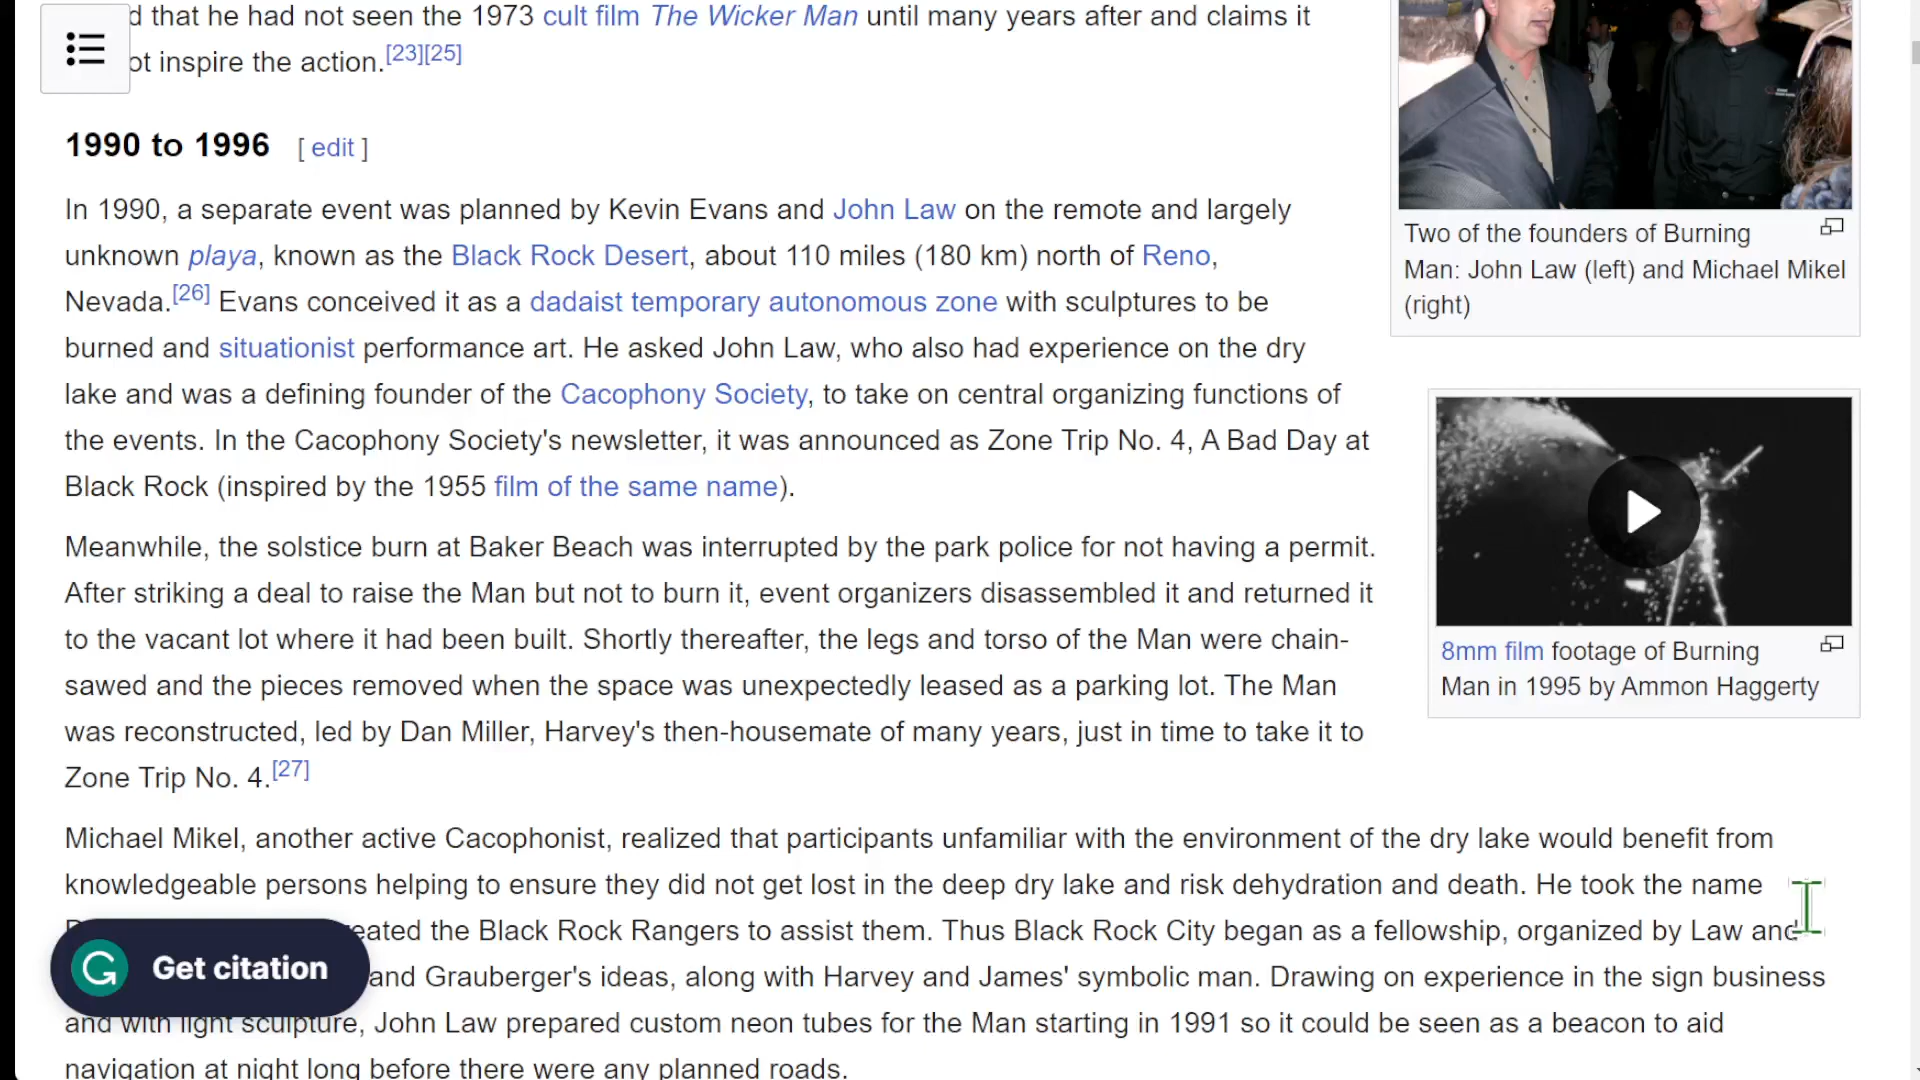 d that he had not seen the 1973 cult film The Wicker Man until many years after and claims it
ot inspire the action.[23][25]
1990 to 1996 [ edit ]
In 1990, a separate event was planned by Kevin Evans and John Law on the remote and largely
unknown playa, known as the Black Rock Desert, about 110 miles (180 km) north of Reno,
Nevada.[26] Evans conceived it as a dadaist temporary autonomous zone with sculptures to be
burned and situationist performance art. He asked John Law, who also had experience on the dry
lake and was a defining founder of the Cacophony Society, to take on central organizing functions of
the events. In the Cacophony Society's newsletter, it was announced as Zone Trip No. 4, A Bad Day at
Black Rock (inspired by the 1955 film of the same name).
Meanwhile, the solstice burn at Baker Beach was interrupted by the park police for not having a permit.
After striking a deal to raise the Man but not to burn it, event organizers disassembled it and returned it
to the vacant lot where it had been built. Shortly thereafter, the legs and torso of the Man were chain-
sawed and the pieces removed when the space was unexpectedly leased as a parking lot. The Man
was reconstructed, led by Dan Miller, Harvey's then-housemate of many years, just in time to take it to
Zone Trip No. 4.[27]
Michael Mikel, another active Cacophonist, realized that participants unfamiliar with the environment of the dry lake would benefit from
knowledgeable persons helping to ensure they did not get lost in the deep dry lake and risk dehydration and death. He took the name
eated the Black Rock Rangers to assist them. Thus Black Rock City began as a fellowship, organized by Law and
and Grauberger's ideas, along with Harvey and James' symbolic man. Drawing on experience in the sign business
and with light sculpture, John Law prepared custom neon tubes for the Man starting in 1991 so it could be seen as a beacon to aid
navigation at night long before there were any planned roads.
Two of the founders of Burning
Man: John Law (left) and Michael Mikel
(right)
8mm film footage of Burning
Man in 1995 by Ammon Haggerty
Get citation